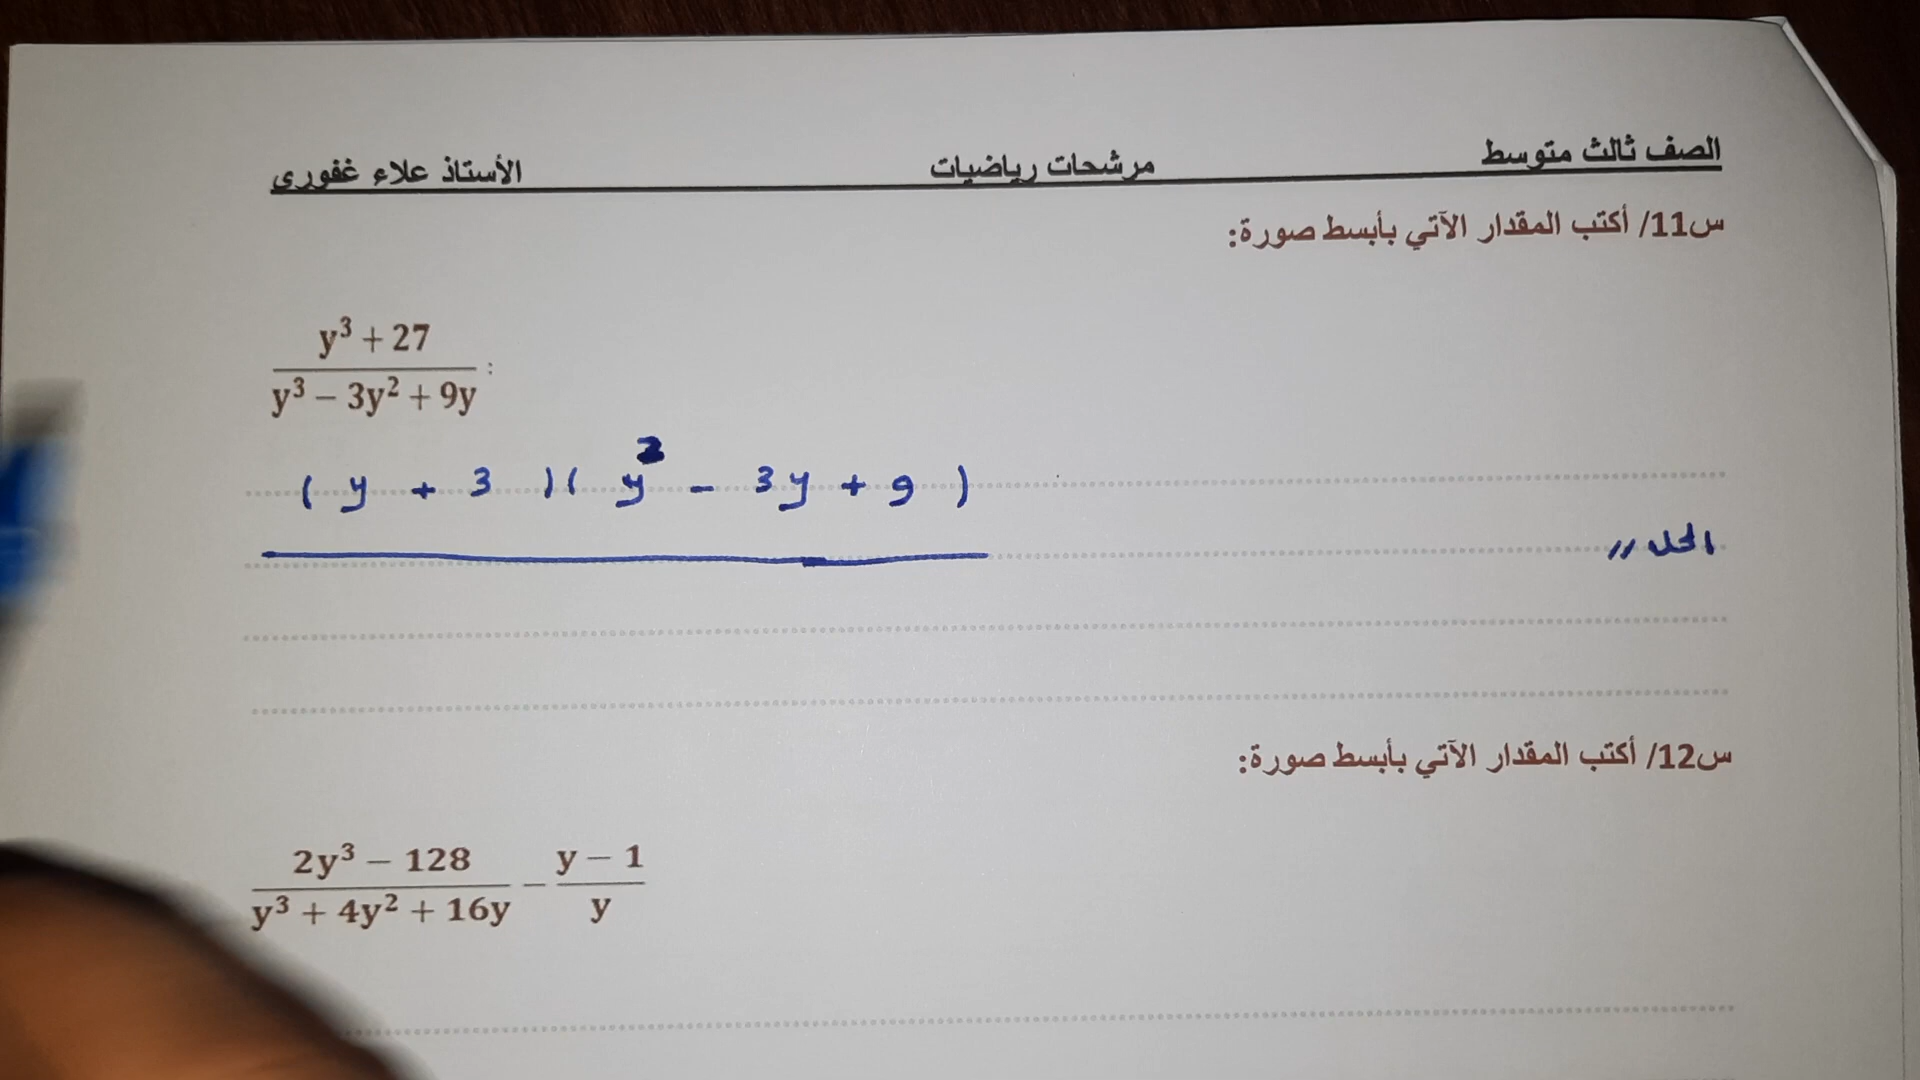 الصف ثالث متوسط مرشحات رياضيات الأستاذ علاء غفوري
س11/ أكتب المقدار الآتي بأبسط صورة:
y³ + 27
y³ − 3y² + 9y :
( y + 3 )( y² − 3y + 9 )
الحل //
س12/ أكتب المقدار الآتي بأبسط صورة:
2y³ − 128 − y − 1
y³ + 4y² + 16y y